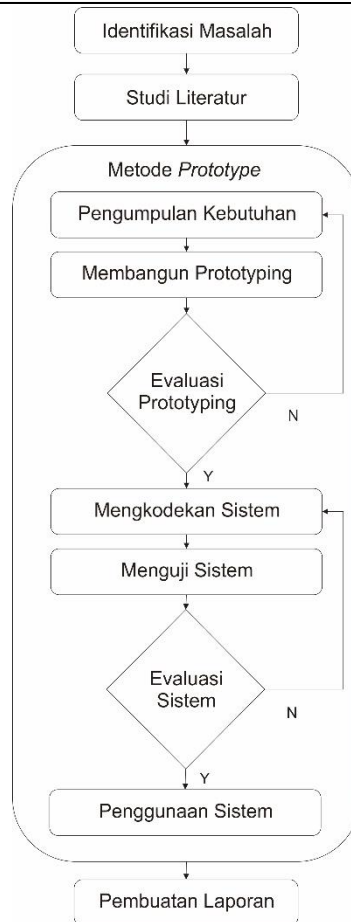 Identifikasi Masalah
Studi Literatur
Metode Prototype
Pengumpulan Kebutuhan
Membangun Prototyping
Evaluasi
Prototyping
N
Y
Mengkodekan Sistem
Menguji Sistem
Evaluasi
Sistem
N
Y
Penggunaan Sistem
Pembuatan Laporan